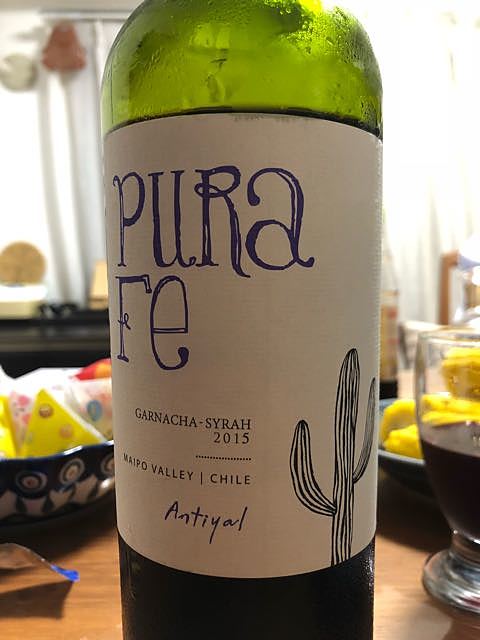 PURa
Fe
GARNACHA-SYRAH
2015
MAIPO VALLEY | CHILE
Antiyal